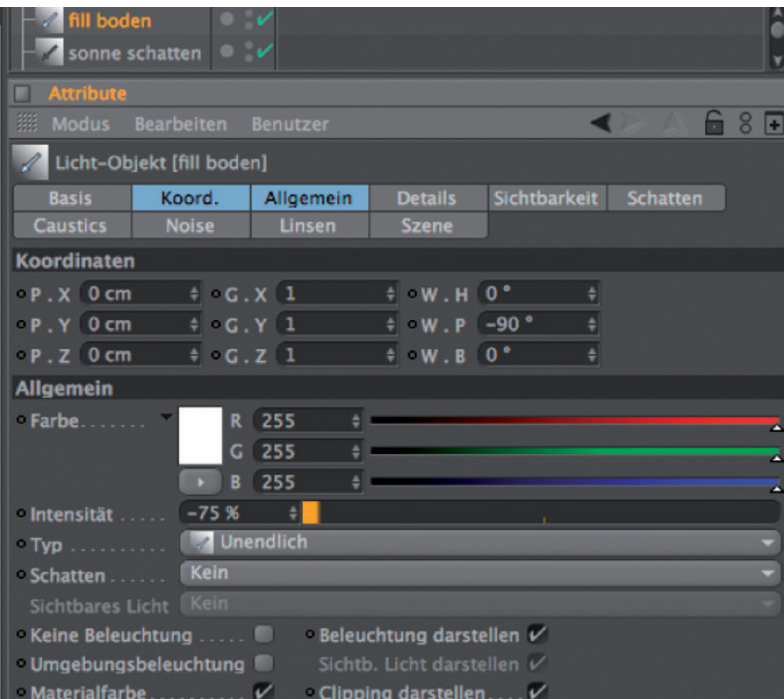 fill boden
sonne schatten
Attribute
Modus Bearbeiten Benutzer
Licht-Objekt [fill boden]
Basis Koord. Allgemein Details Sichtbarkeit Schatten
Caustics Noise Linsen Szene
Koordinaten
P . X 0 cm G . X 1 W . H 0 °
P . Y 0 cm G . Y 1 W . P -90 °
P . Z 0 cm G . Z 1 W . B 0 °
Allgemein
Farbe....... R 255
G 255
B 255
Intensität ..... -75 %
Typ .......... Unendlich
Schatten ...... Kein
Sichtbares Licht Kein
Keine Beleuchtung ..... Beleuchtung darstellen
Umgebungsbeleuchtung Sichtb. Licht darstellen
Materialfarbe.......... Clipping darstellen....